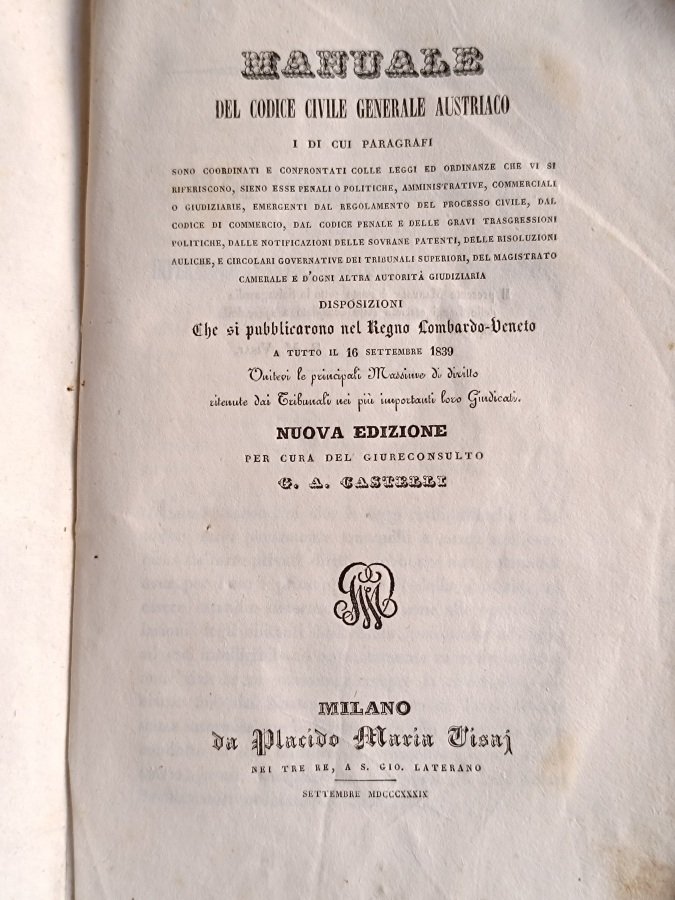 MANUALE
DEL CODICE CIVILE GENERALE AUSTRIACO
I DI CUI PARAGRAFI
SONO COORDINATI E CONFRONTATI COLLE LEGGI ED ORDINANZE CHE VI SI
RIFERISCONO, SIENO ESSE PENALI O POLITICHE, AMMINISTRATIVE, COMMERCIALI
O GIUDIZIARIE, EMERGENTI DAL REGOLAMENTO DEL PROCESSO CIVILE, DAL
CODICE DI COMMERCIO, DAL CODICE PENALE E DELLE GRAVI TRASGRESSIONI
POLITICHE, DALLE NOTIFICAZIONI DELLE SOVRANE PATENTI, DELLE RISOLUZIONI
AULICHE, E CIRCOLARI GOVERNATIVE DEI TRIBUNALI SUPERIORI, DEL MAGISTRATO
CAMERALE E D'OGNI ALTRA AUTORITÀ GIUDIZIARIA
DISPOSIZIONI
Che si pubblicarono nel Regno Lombardo-Veneto
A TUTTO IL 16 SETTEMBRE 1839
Unitevi le principali Massime di diritto
ritenute dai Tribunali nei più importanti loro Giudicati.
NUOVA EDIZIONE
PER CURA DEL GIURECONSULTO
G. A. CASTELLI
MILANO
da Placido Maria Visaj
NEI TRE RE, A S. GIO. LATERANO
SETTEMBRE MDCCCXXXIX